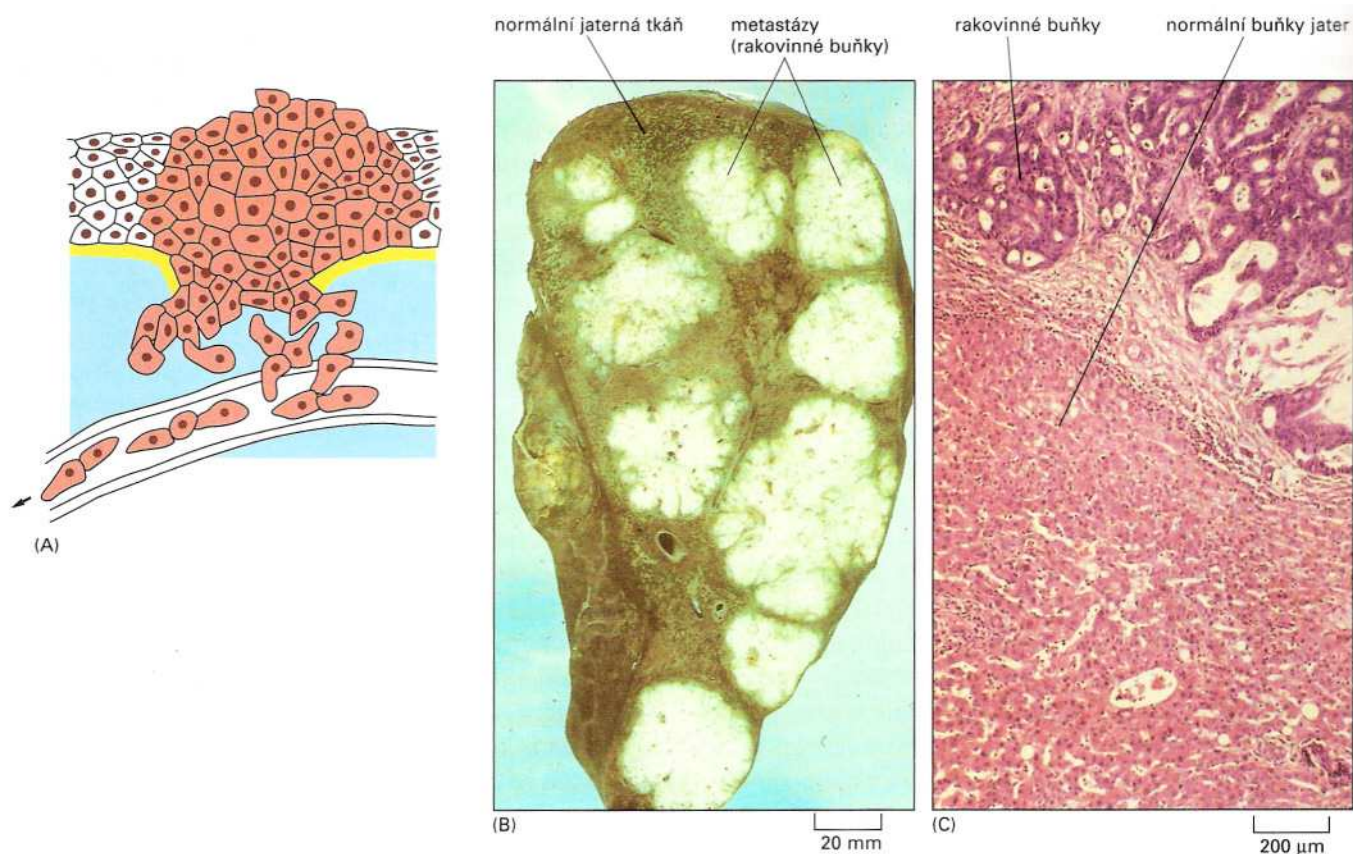 normální jaterná tkáň
metastázy
(rakovinné buňky)
rakovinné buňky
normální buňky jater
(A)
(B)
20 mm
(C)
200 µm